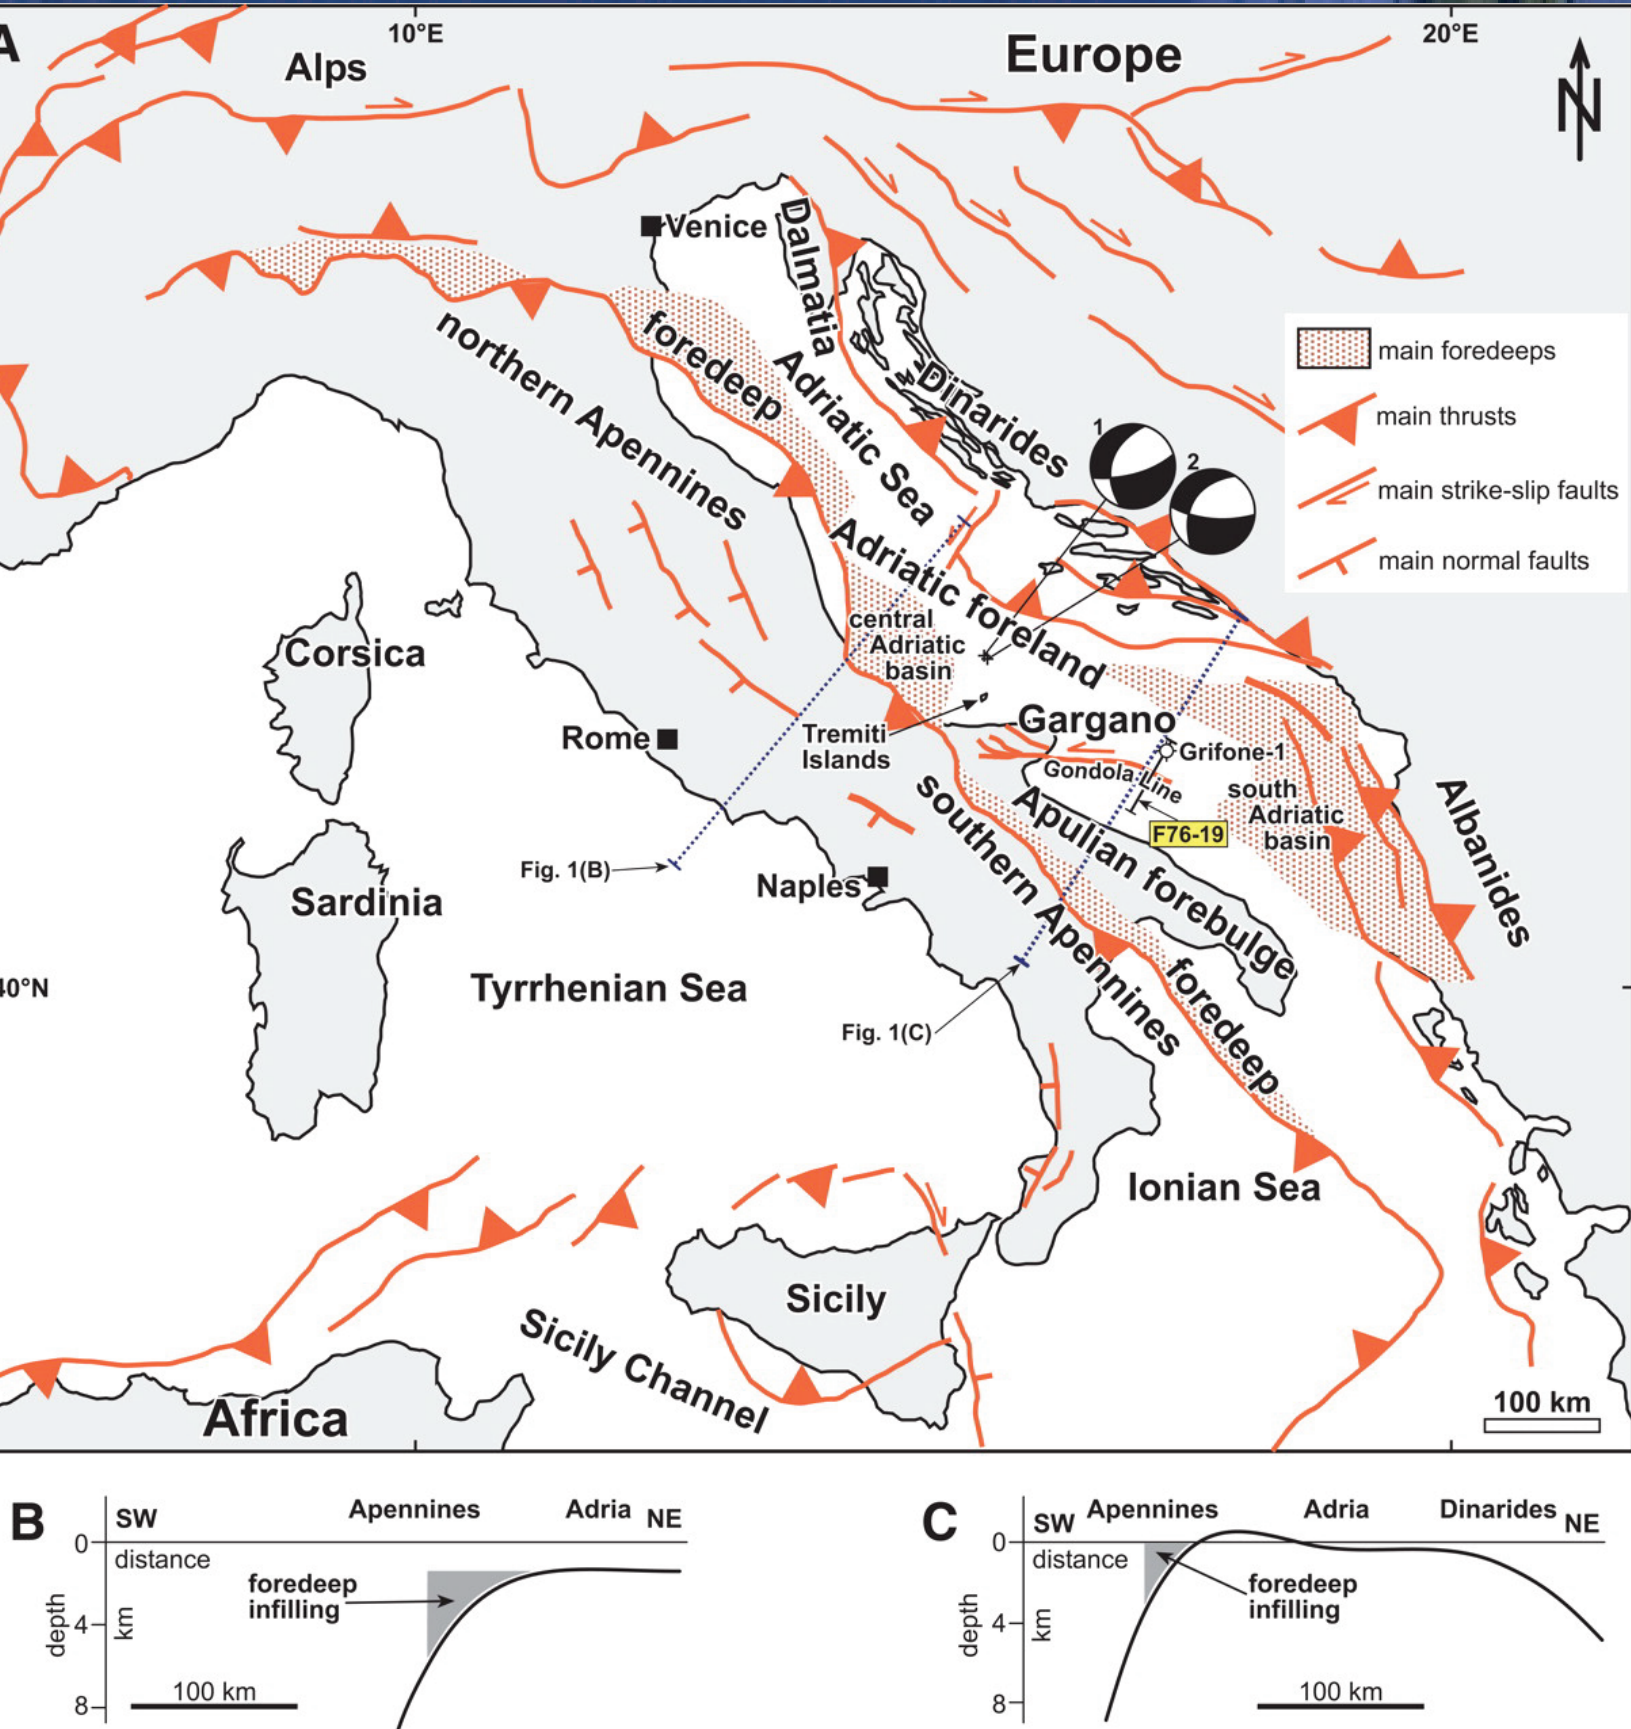 A
10°E
20°E
Alps
Europe
N
Venice
Dalmatia
main foredeeps
main thrusts
main strike-slip faults
main normal faults
foredeep
northern Apennines
Adriatic Sea
Dinarides
1
2
Adriatic foreland
central
Adriatic
basin
Corsica
Rome
Tremiti
Islands
Gargano
Grifone-1
Gondola Line
F76-19
south
Adriatic
basin
Albanides
Apulian forebulge
southern Apennines
foredeep
Fig. 1(B)
Naples
Sardinia
40°N
Tyrrhenian Sea
Fig. 1(C)
Ionian Sea
Sicily
Sicily Channel
Africa
100 km
B
SW
Apennines
Adria
NE
0
distance
foredeep
infilling
depth
km
4
8
100 km
C
SW
Apennines
Adria
Dinarides
NE
0
distance
foredeep
infilling
depth
km
4
8
100 km